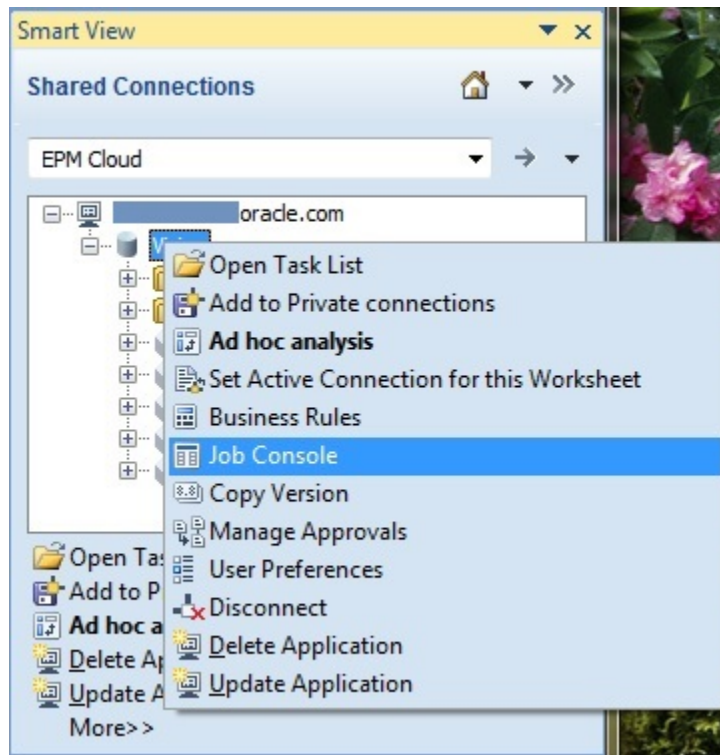 Smart View
Shared Connections
EPM Cloud
oracle.com
Open Task List
Add to Private connections
Ad hoc analysis
Set Active Connection for this Worksheet
Business Rules
Job Console
Copy Version
Manage Approvals
User Preferences
Disconnect
Delete Application
Update Application
Open Ta
Add to P
Ad hoc a
Delete Ap
Update A
More>>